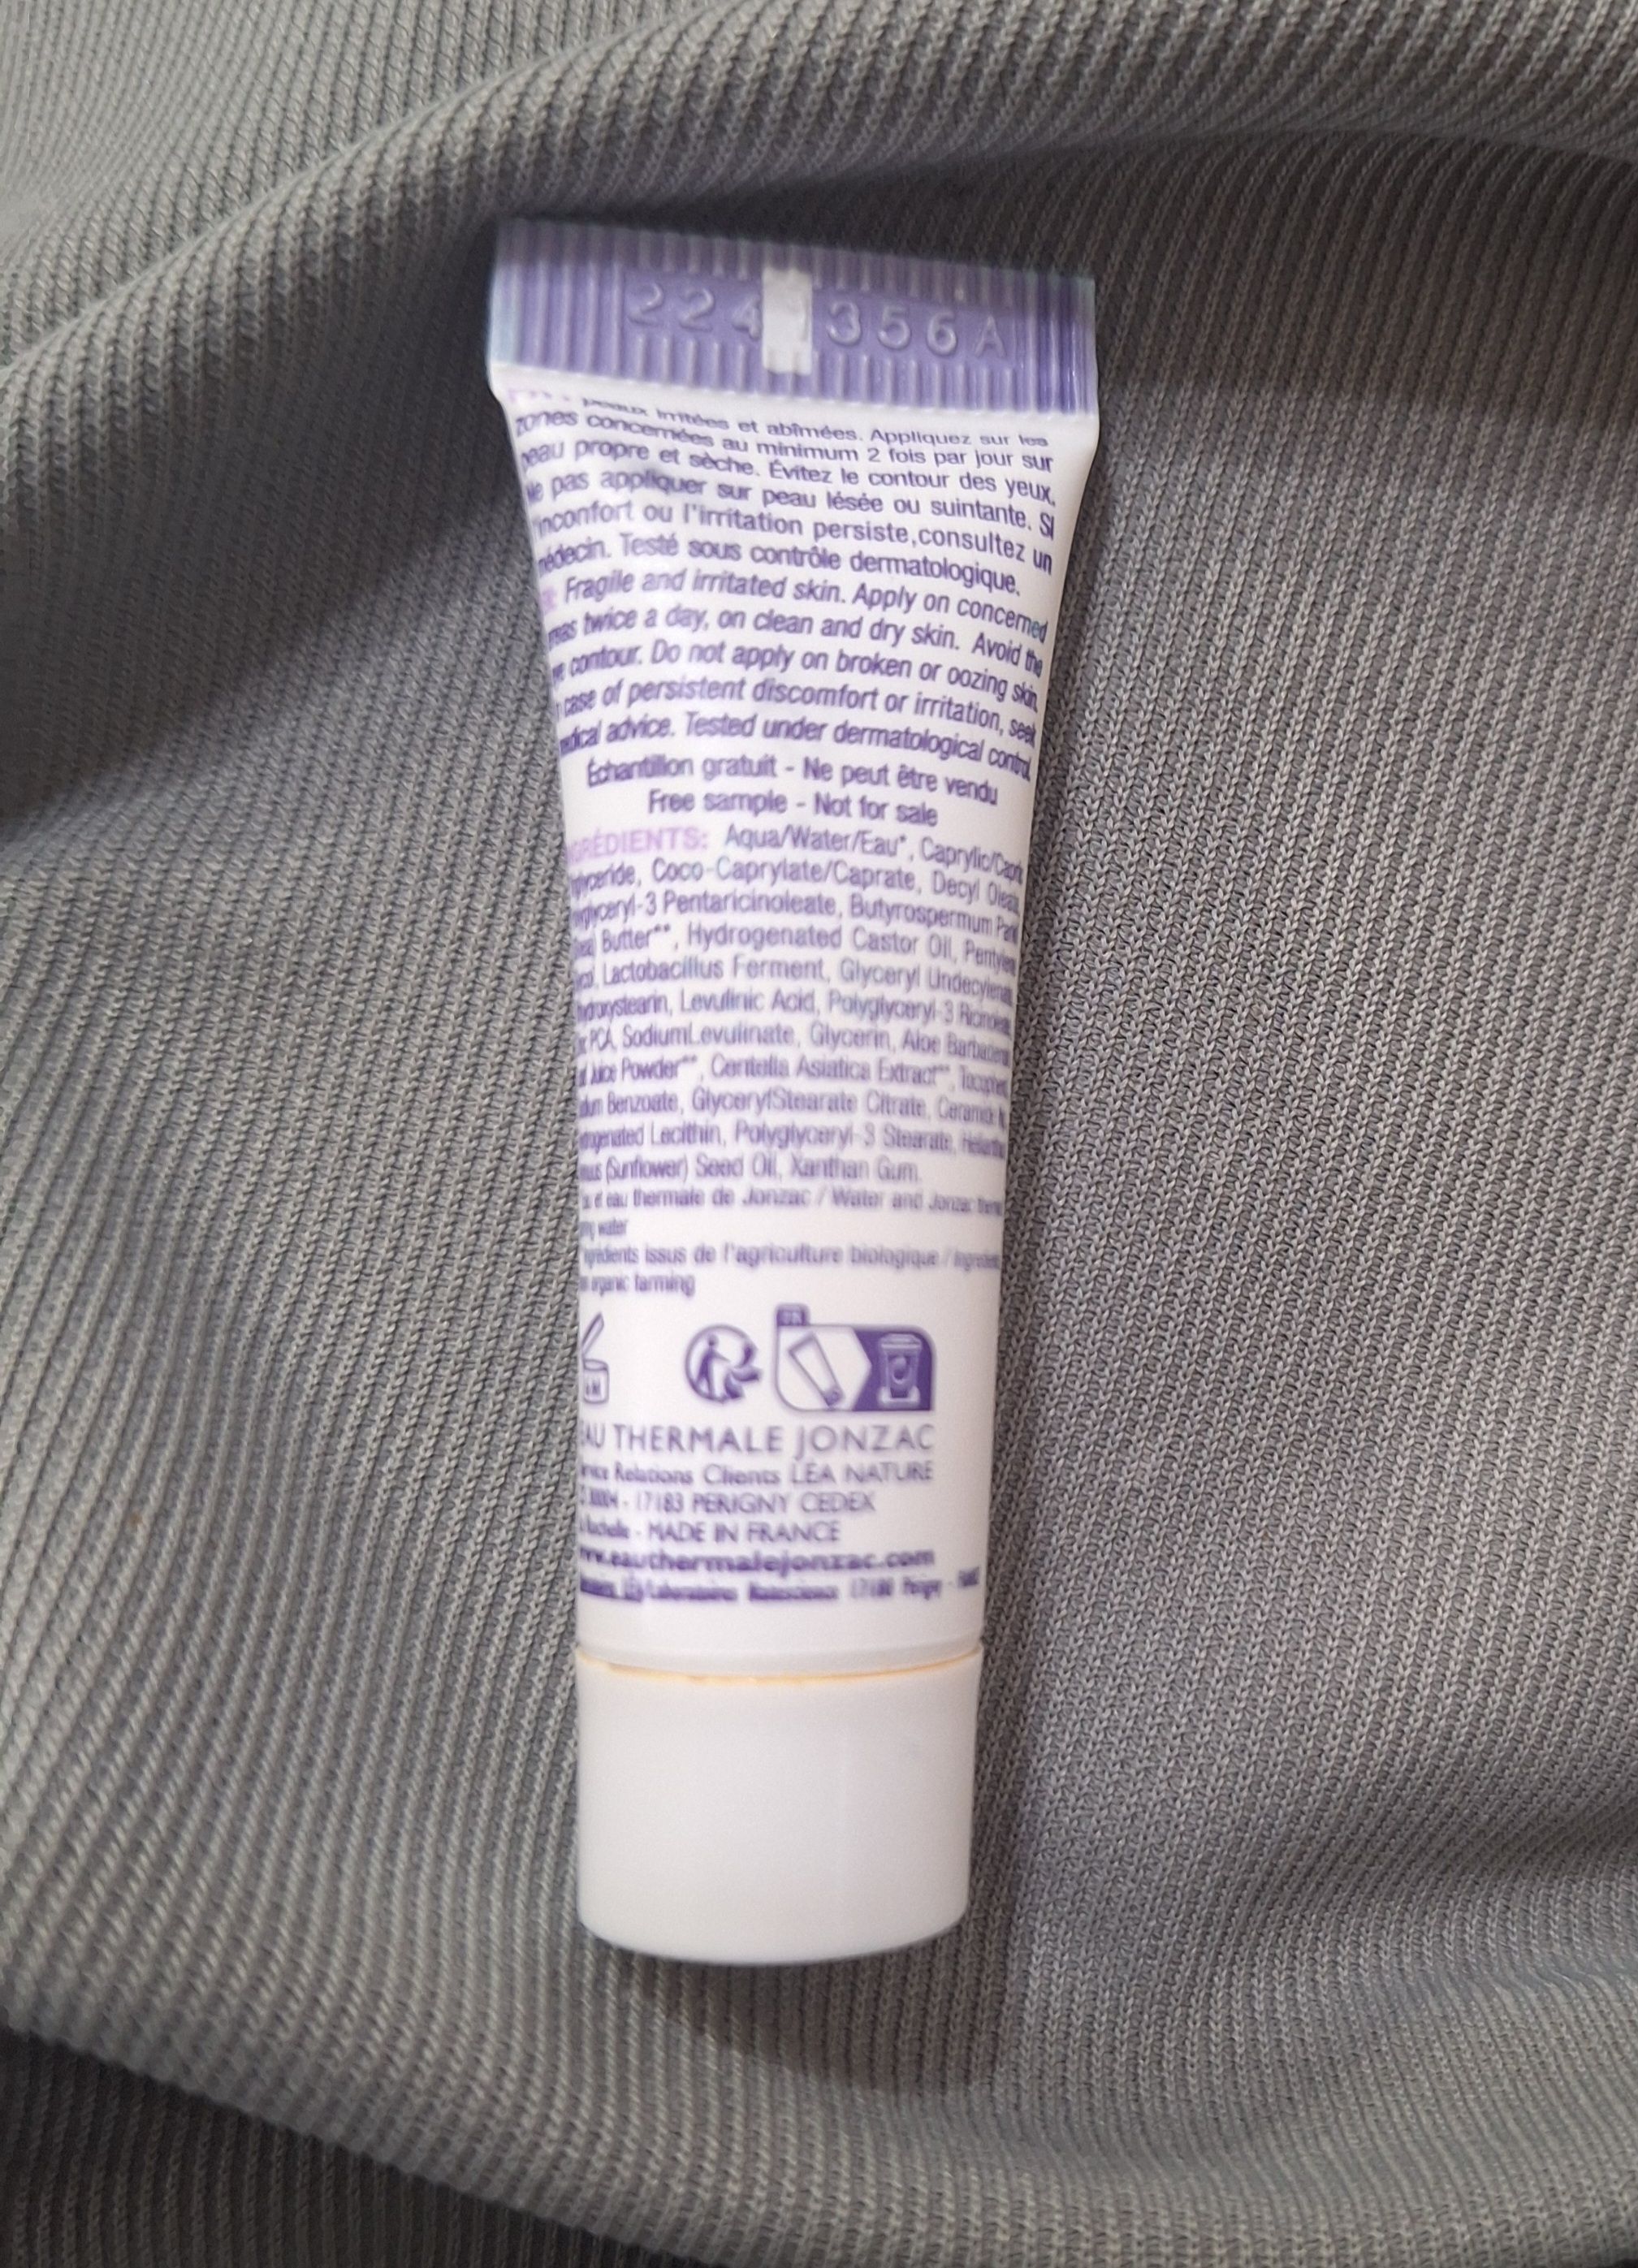 224 356A
peaux irritées et abîmées. Appliquez sur les
zones concernées au minimum 2 fois par jour sur
peau propre et sèche. Évitez le contour des yeux.
Ne pas appliquer sur peau lésée ou suintante. Si
l'inconfort ou l'irritation persiste,consultez un
médecin. Testé sous contrôle dermatologique.
Fragile and irritated skin. Apply on concerned
twice a day, on clean and dry skin. Avoid the
contour. Do not apply on broken or oozing skin.
case of persistent discomfort or irritation, seek
advice. Tested under dermatological control.
Échantillon gratuit - Ne peut être vendu
Free sample - Not for sale
INGRÉDIENTS: Aqua/Water/Eau*, Caprylic/Capric
Coco-Caprylate/Caprate, Decyl Oleate,
Polyglyceryl-3 Pentaricinoleate, Butyrospermum Parkii
Butter**, Hydrogenated Castor Oil, Pentylene
Lactobacillus Ferment, Glyceryl Undecylenate,
Levulinic Acid, Polyglyceryl-3 Ricinoleate,
PCA, SodiumLevulinate, Glycerin, Aloe Barbadensis
Juice Powder**, Centella Asiatica Extract**,
Benzoate, GlycerylStearate Citrate,
Lecithin, Polyglyceryl-3 Stearate,
(Sunflower) Seed Oil, Xanthan Gum.
et eau thermale de Jonzac / Water and Jonzac
water
issus de l'agriculture biologique /
organic farming
EAU THERMALE JONZAC
Relations Clients LÉA NATURE
17183 PERIGNY CEDEX
MADE IN FRANCE
www.eauthermalejonzac.com